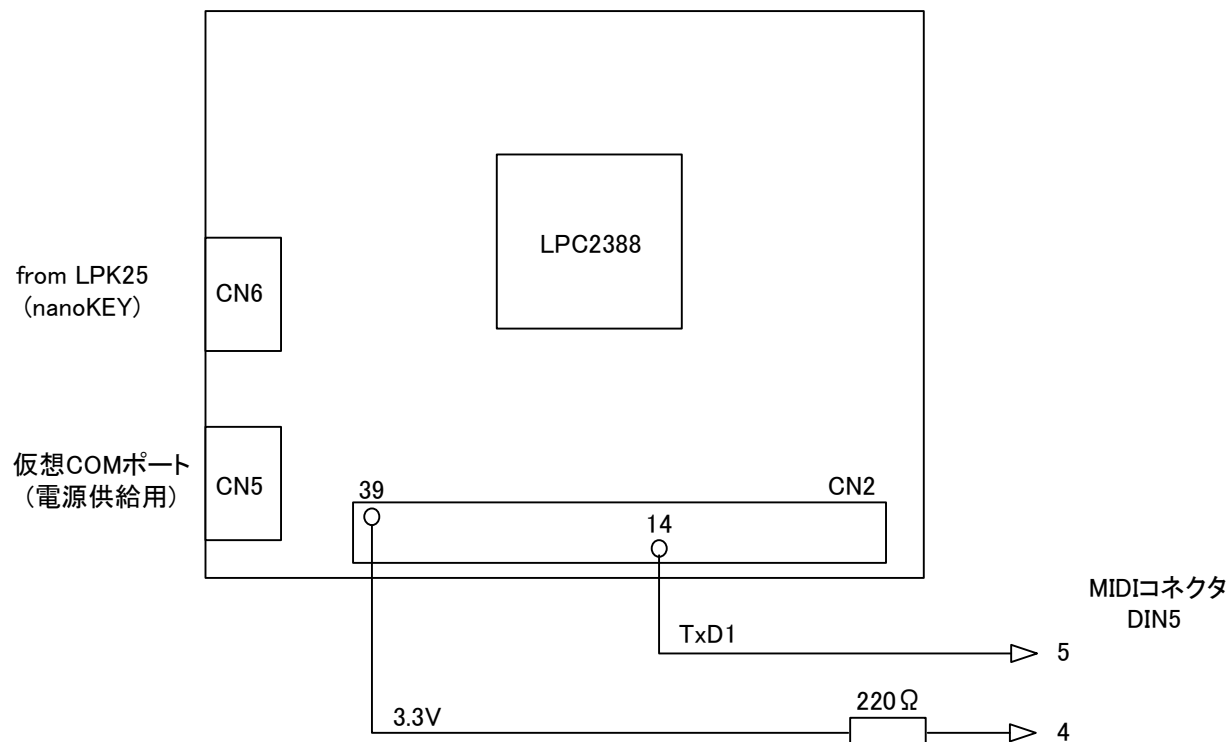 LPC2388
from LPK25
(nanoKEY)
CN6
仮想COMポート
(電源供給用)
CN5
39
CN2
14
MIDIコネクタ
DIN5
TxD1
5
220Ω
3.3V
4